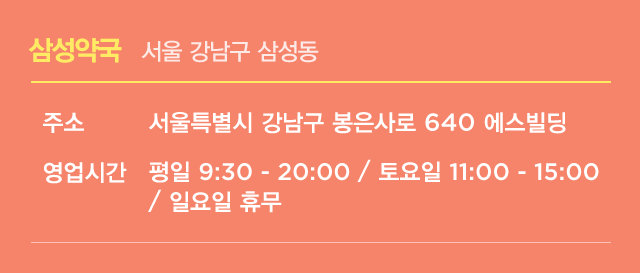 삼성약국 서울 강남구 삼성동
주소 서울특별시 강남구 봉은사로 640 에스빌딩
영업시간 평일 9:30 - 20:00 / 토요일 11:00 - 15:00
/ 일요일 휴무